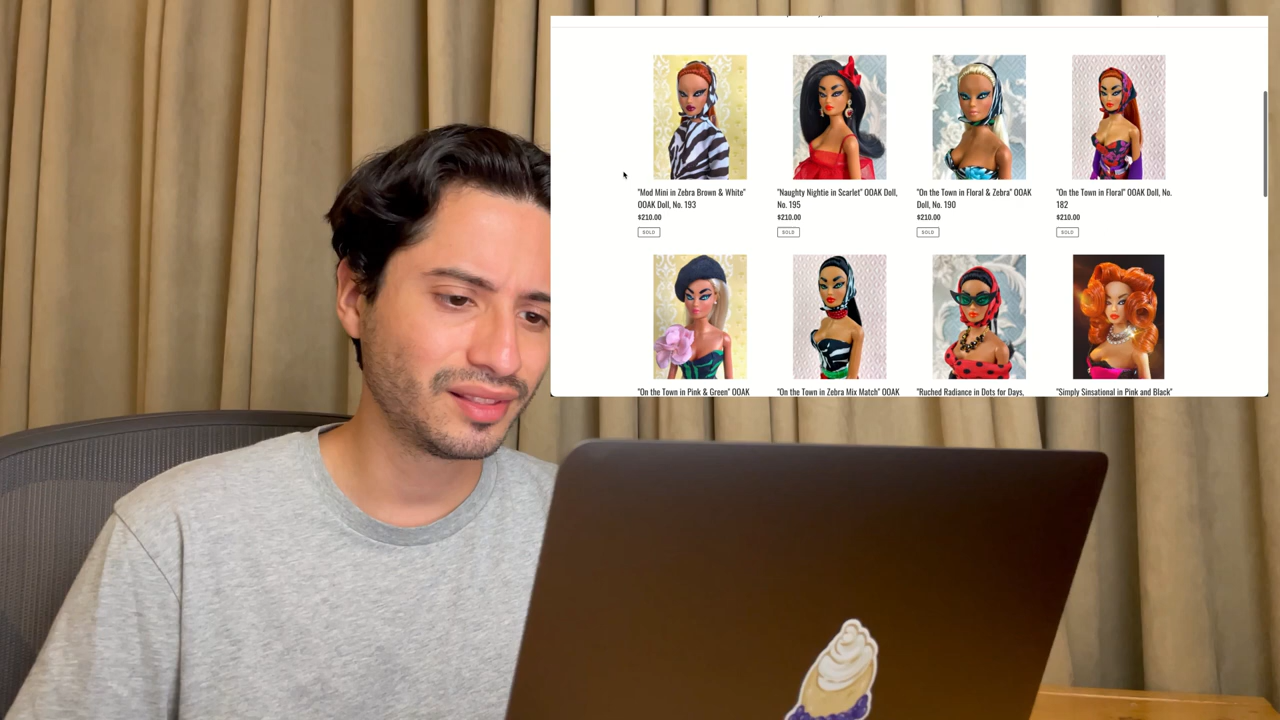 "Mod Mini in Zebra Brown & White"
OOAK Doll, No. 193
$210.00
SOLD
"Naughty Nightie in Scarlet" OOAK Doll,
No. 195
$210.00
SOLD
"On the Town in Floral & Zebra" OOAK
Doll, No. 190
$210.00
SOLD
"On the Town in Floral" OOAK Doll, No.
182
$210.00
SOLD
"On the Town in Pink & Green" OOAK
"On the Town in Zebra Mix Match" OOAK
"Ruched Radiance in Dots for Days,
"Simply Sinsational in Pink and Black"